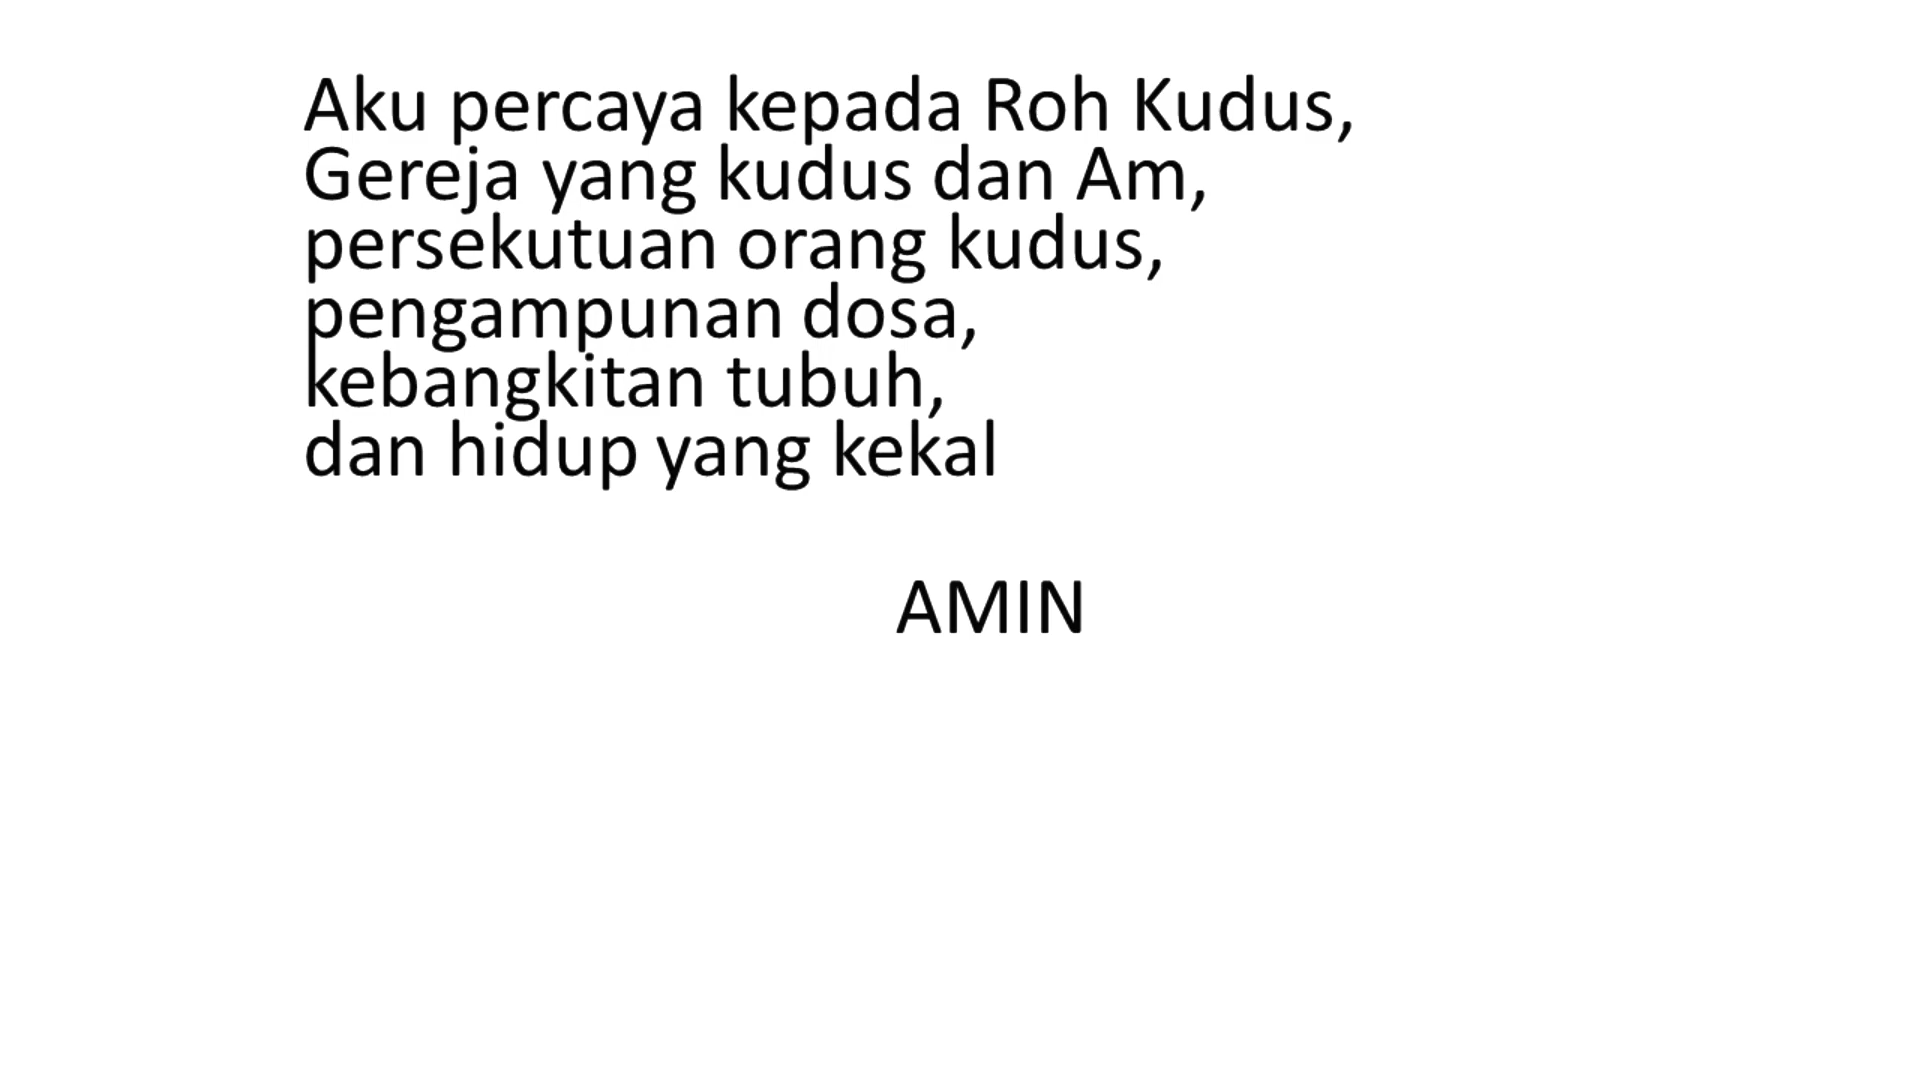 Aku percaya kepada Roh Kudus,
Gereja yang kudus dan Am,
persekutuan orang kudus,
pengampunan dosa,
kebangkitan tubuh,
dan hidup yang kekal
AMIN